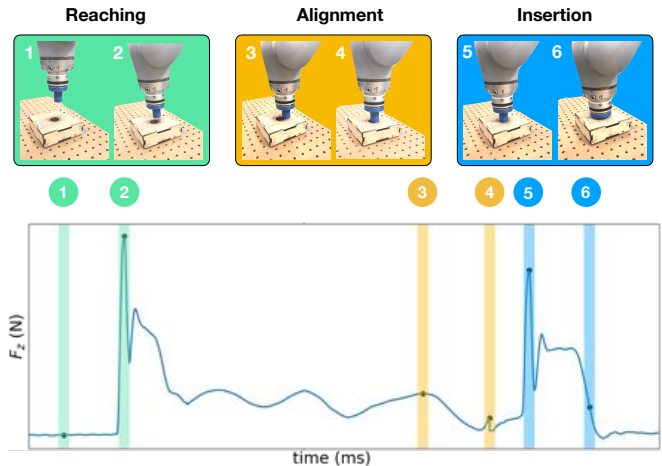 Reaching Alignment Insertion
1 2 3 4 5 6
1 2 3 4 5 6
F_z (N)
time (ms)